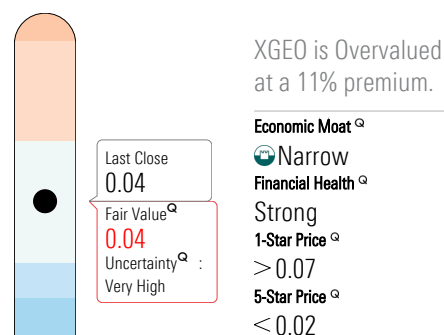 XGEO is Overvalued
at a 11% premium.
Last Close
0.04
Fair Value Q
0.04
Uncertainty Q :
Very High
Economic Moat Q
Narrow
Financial Health Q
Strong
1-Star Price Q
> 0.07
5-Star Price Q
< 0.02